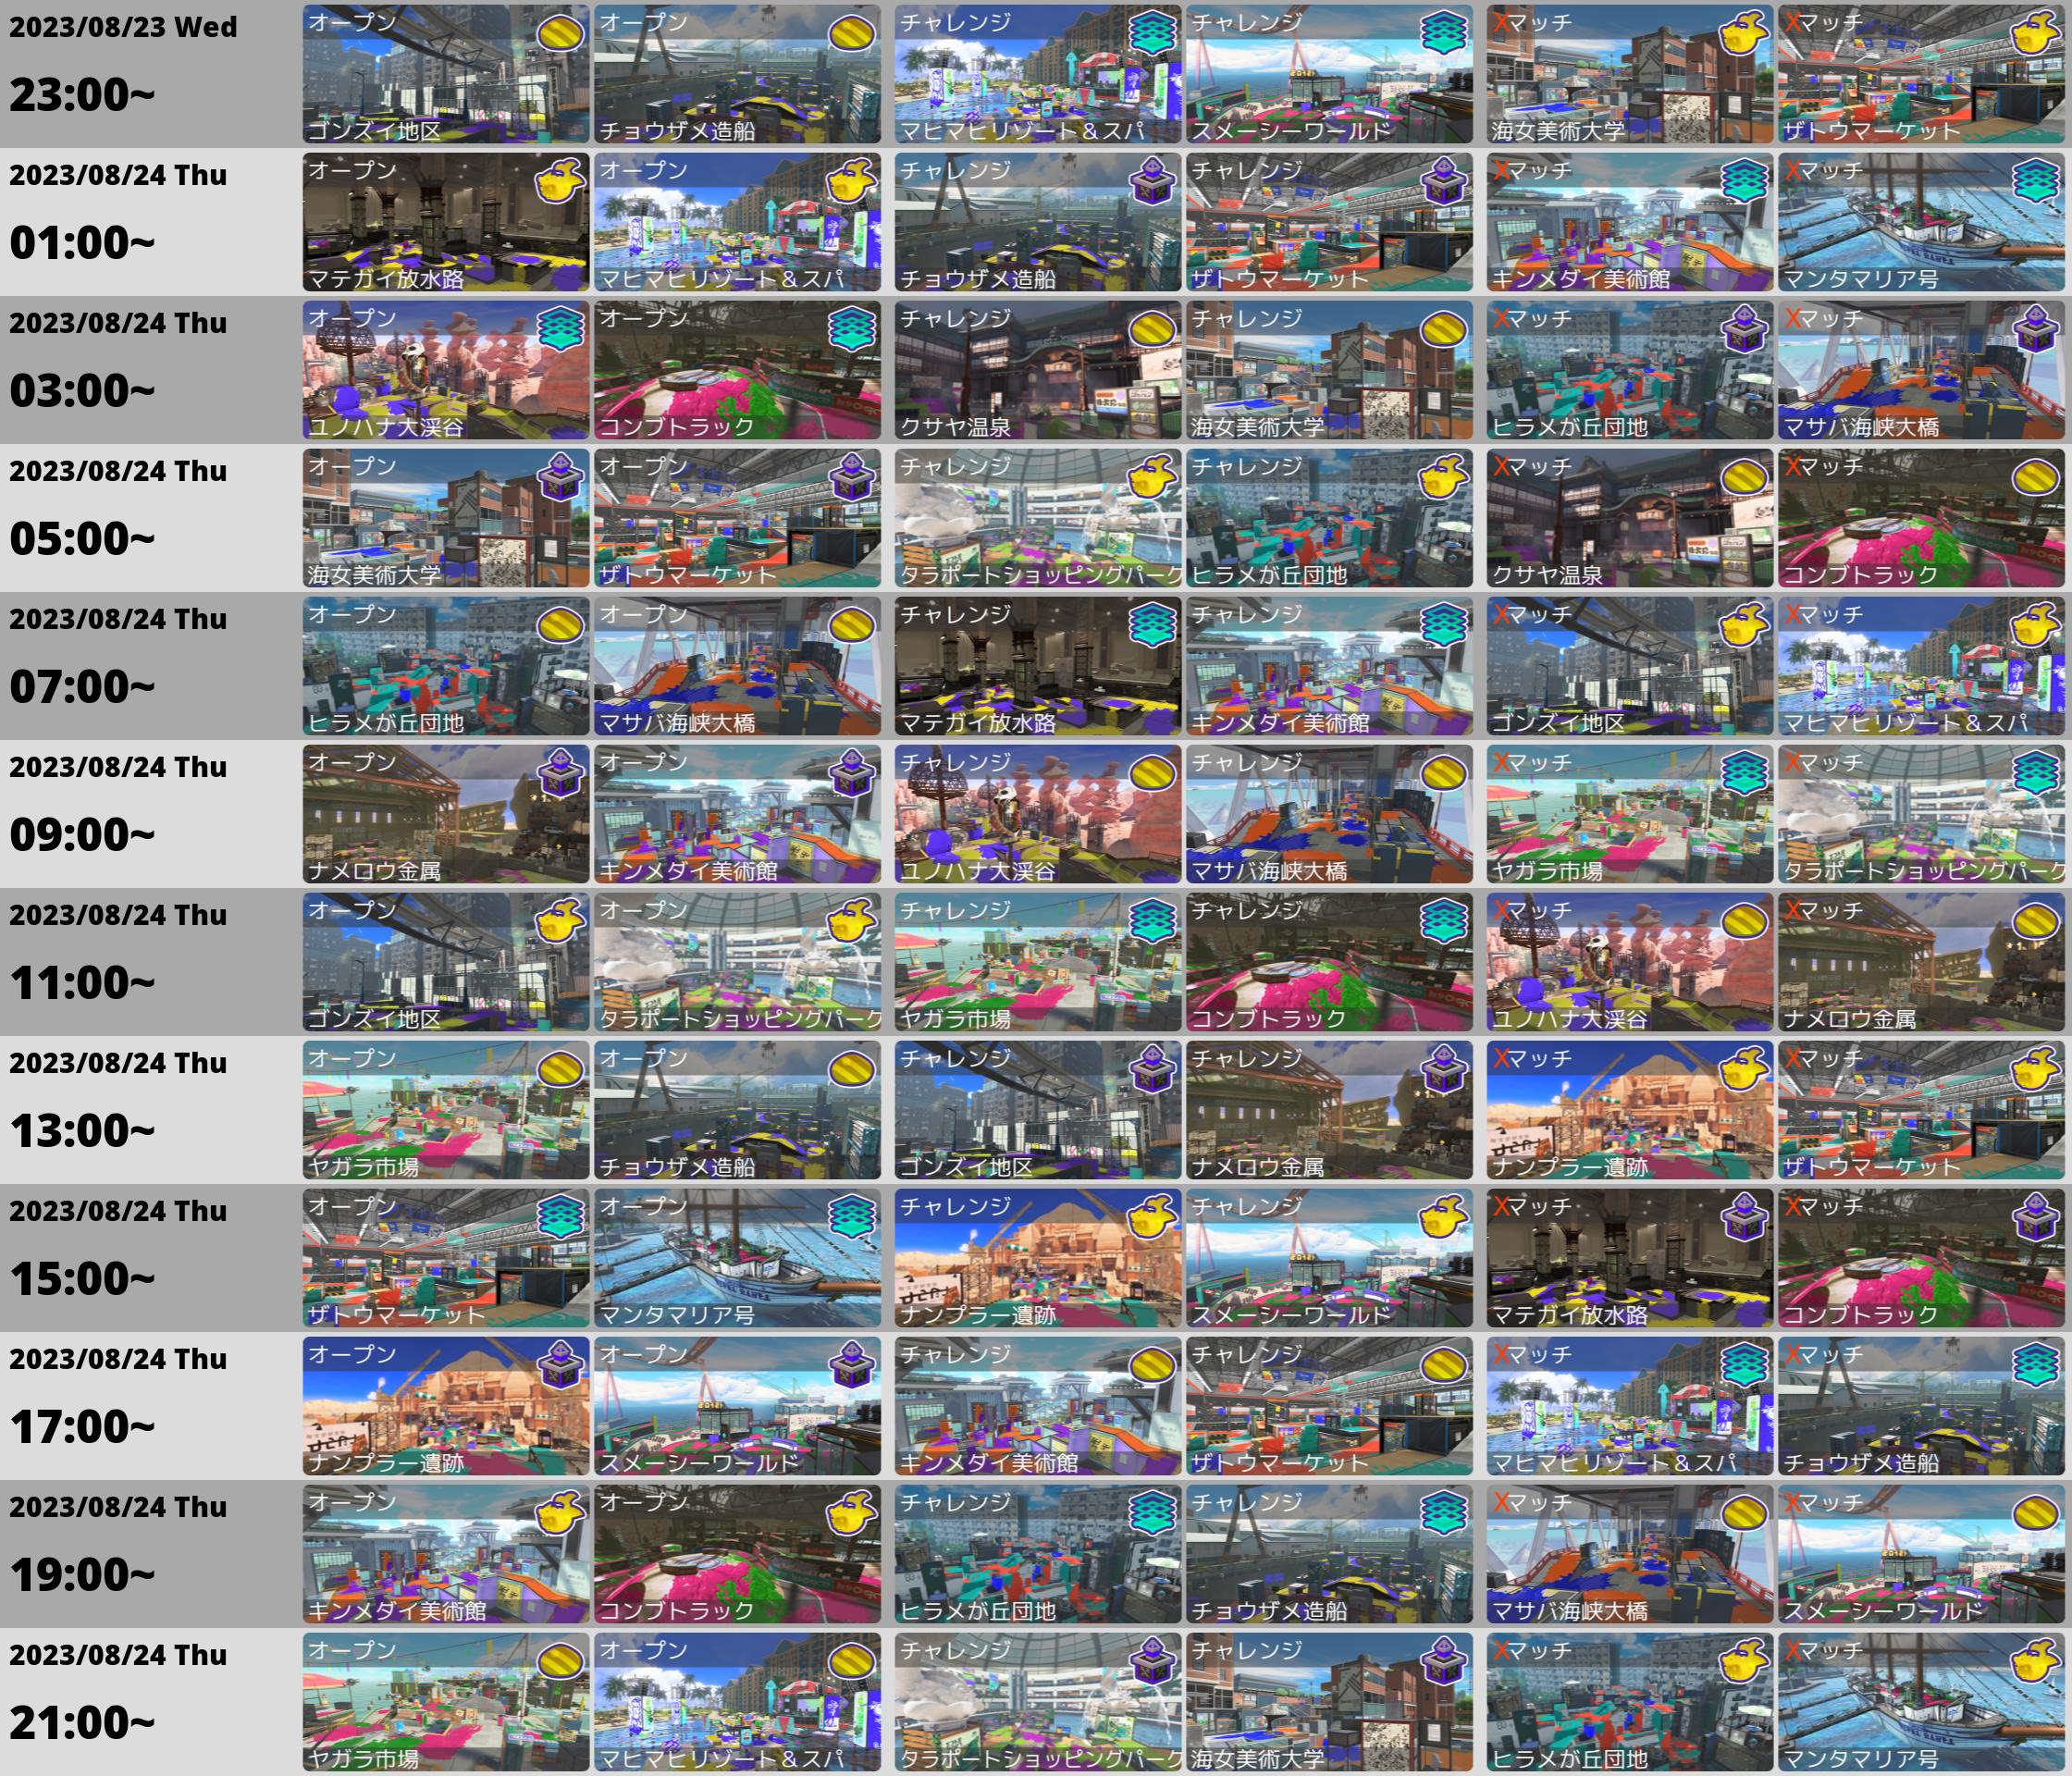 2023/08/23 Wed
23:00~
オープン
ゴンズイ地区
オープン
チョウザメ造船
チャレンジ
マヒマヒリゾート＆スパ
チャレンジ
スメーシーワールド
Xマッチ
海女美術大学
Xマッチ
ザトウマーケット
2023/08/24 Thu
01:00~
オープン
マテガイ放水路
オープン
マヒマヒリゾート＆スパ
チャレンジ
チョウザメ造船
チャレンジ
ザトウマーケット
Xマッチ
キンメダイ美術館
Xマッチ
マンタマリア号
2023/08/24 Thu
03:00~
オープン
ユノハナ大渓谷
オープン
コンブトラック
チャレンジ
クサヤ温泉
チャレンジ
海女美術大学
Xマッチ
ヒラメが丘団地
Xマッチ
マサバ海峡大橋
2023/08/24 Thu
05:00~
オープン
海女美術大学
オープン
ザトウマーケット
チャレンジ
タラポートショッピングパーク
チャレンジ
ヒラメが丘団地
Xマッチ
クサヤ温泉
Xマッチ
コンブトラック
2023/08/24 Thu
07:00~
オープン
ヒラメが丘団地
オープン
マサバ海峡大橋
チャレンジ
マテガイ放水路
チャレンジ
キンメダイ美術館
Xマッチ
ゴンズイ地区
Xマッチ
マヒマヒリゾート＆スパ
2023/08/24 Thu
09:00~
オープン
ナメロウ金属
オープン
キンメダイ美術館
チャレンジ
ユノハナ大渓谷
チャレンジ
マサバ海峡大橋
Xマッチ
ヤガラ市場
Xマッチ
タラポートショッピングパーク
2023/08/24 Thu
11:00~
オープン
ゴンズイ地区
オープン
タラポートショッピングパーク
チャレンジ
ヤガラ市場
チャレンジ
コンブトラック
Xマッチ
ユノハナ大渓谷
Xマッチ
ナメロウ金属
2023/08/24 Thu
13:00~
オープン
ヤガラ市場
オープン
チョウザメ造船
チャレンジ
ゴンズイ地区
チャレンジ
ナメロウ金属
Xマッチ
ナンプラー遺跡
Xマッチ
ザトウマーケット
2023/08/24 Thu
15:00~
オープン
ザトウマーケット
オープン
マンタマリア号
チャレンジ
ナンプラー遺跡
チャレンジ
スメーシーワールド
Xマッチ
マテガイ放水路
Xマッチ
コンブトラック
2023/08/24 Thu
17:00~
オープン
ナンプラー遺跡
オープン
スメーシーワールド
チャレンジ
キンメダイ美術館
チャレンジ
ザトウマーケット
Xマッチ
マヒマヒリゾート＆スパ
Xマッチ
チョウザメ造船
2023/08/24 Thu
19:00~
オープン
キンメダイ美術館
オープン
コンブトラック
チャレンジ
ヒラメが丘団地
チャレンジ
チョウザメ造船
Xマッチ
マサバ海峡大橋
Xマッチ
スメーシーワールド
2023/08/24 Thu
21:00~
オープン
ヤガラ市場
オープン
マヒマヒリゾート＆スパ
チャレンジ
タラポートショッピングパーク
チャレンジ
海女美術大学
Xマッチ
ヒラメが丘団地
Xマッチ
マンタマリア号